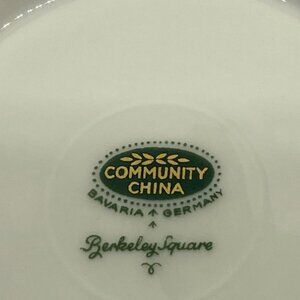 COMMUNITY
CHINA
BAVARIA GERMANY
Berkeley Square